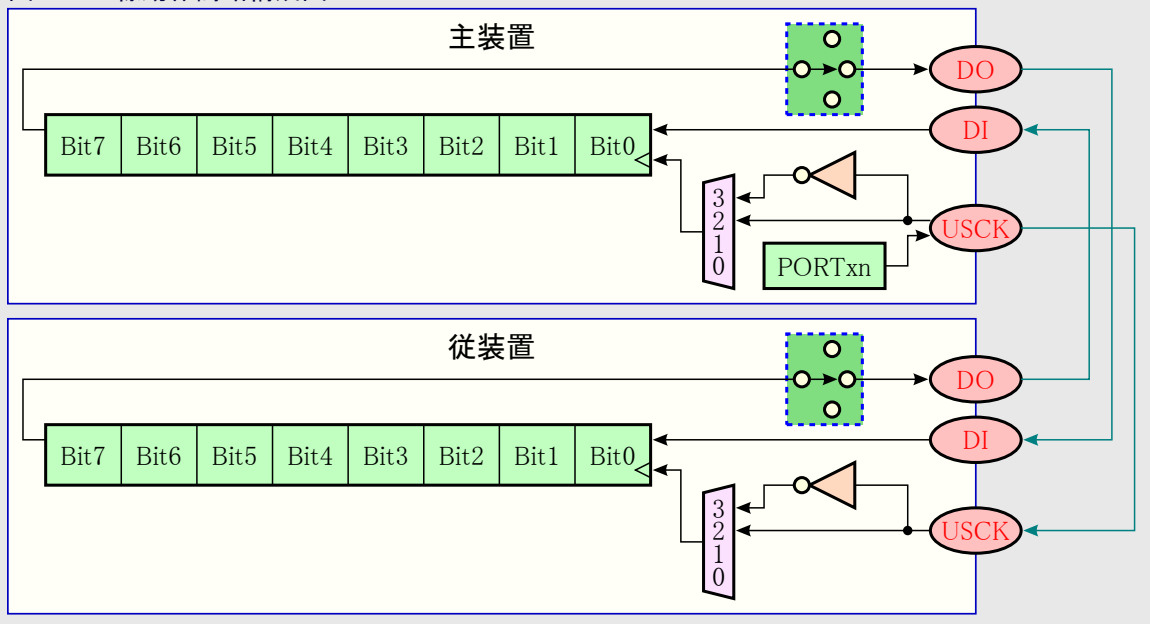 主装置
DO
Bit7 Bit6 Bit5 Bit4 Bit3 Bit2 Bit1 Bit0
DI
3
2
1
0
USCK
PORTxn
従装置
DO
Bit7 Bit6 Bit5 Bit4 Bit3 Bit2 Bit1 Bit0
DI
3
2
1
0
USCK